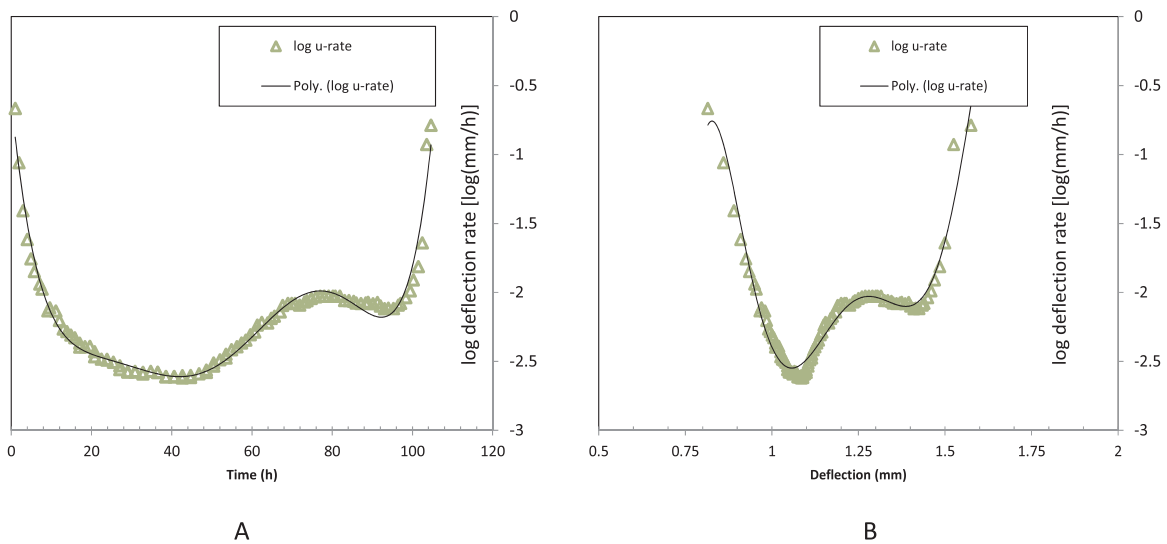 log u-rate
Poly. (log u-rate)
0
-0.5
-1
-1.5
-2
-2.5
-3
log deflection rate [log(mm/h)]
0
20
40
60
80
100
120
Time (h)
A
log u-rate
Poly. (log u-rate)
0
-0.5
-1
-1.5
-2
-2.5
-3
log deflection rate [log(mm/h)]
0.5
0.75
1
1.25
1.5
1.75
2
Deflection (mm)
B